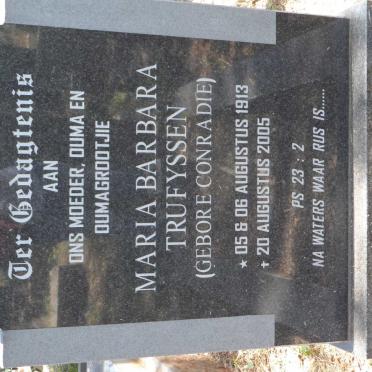 Ter Gedagtenis
AAN
ONS MOEDER, OUMA EN
OUMAGROOTJIE
MARIA BARBARA
TRUFYSSEN
(GEBORE CONRADIE)
★ 05 & 06 AUGUSTUS 1913
+ 20 AUGUSTUS 2005
PS 23 : 2
NA WATERS WAAR RUS IS......